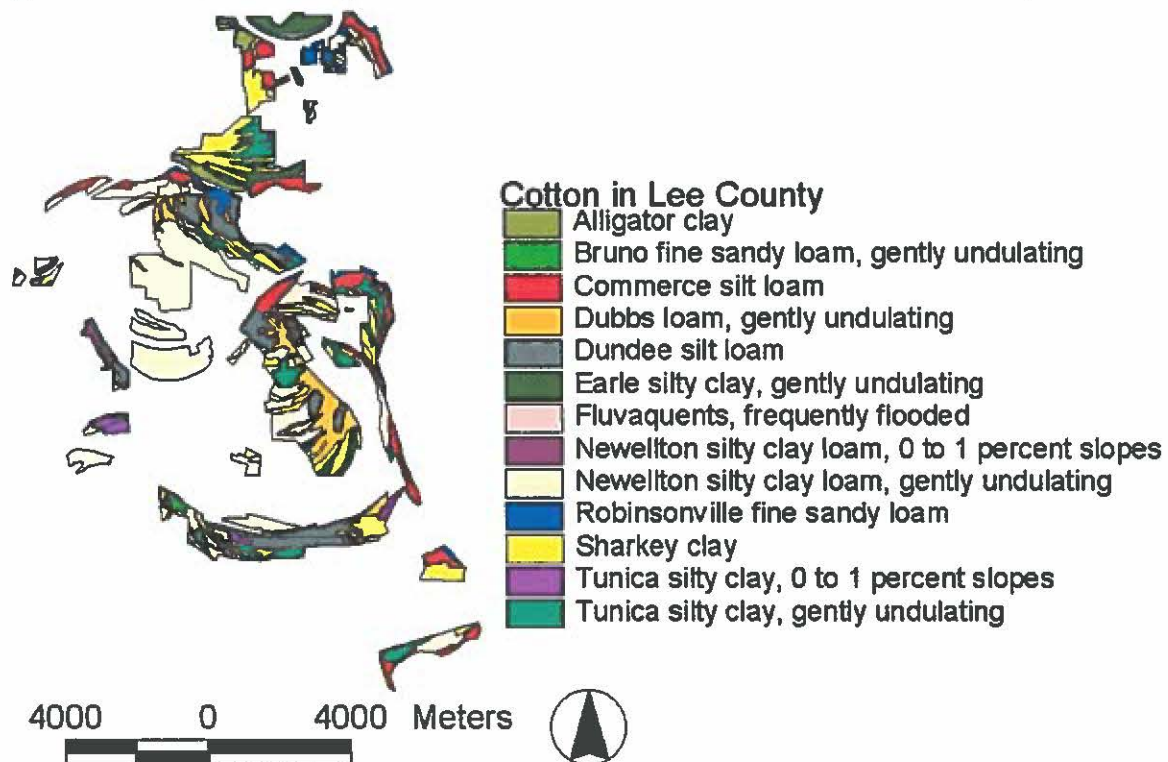 Cotton in Lee County
Alligator clay
Bruno fine sandy loam, gently undulating
Commerce silt loam
Dubbs loam, gently undulating
Dundee silt loam
Earle silty clay, gently undulating
Fluvaquents, frequently flooded
Newellton silty clay loam, 0 to 1 percent slopes
Newellton silty clay loam, gently undulating
Robinsonville fine sandy loam
Sharkey clay
Tunica silty clay, 0 to 1 percent slopes
Tunica silty clay, gently undulating
4000 0 4000 Meters